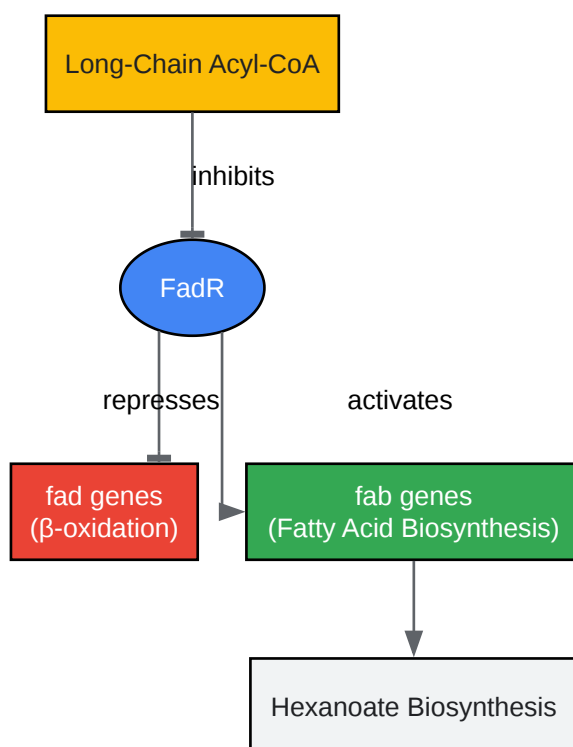 Long-Chain Acyl-CoA
inhibits
FadR
represses
activates
fad genes
(β-oxidation)
fab genes
(Fatty Acid Biosynthesis)
Hexanoate Biosynthesis